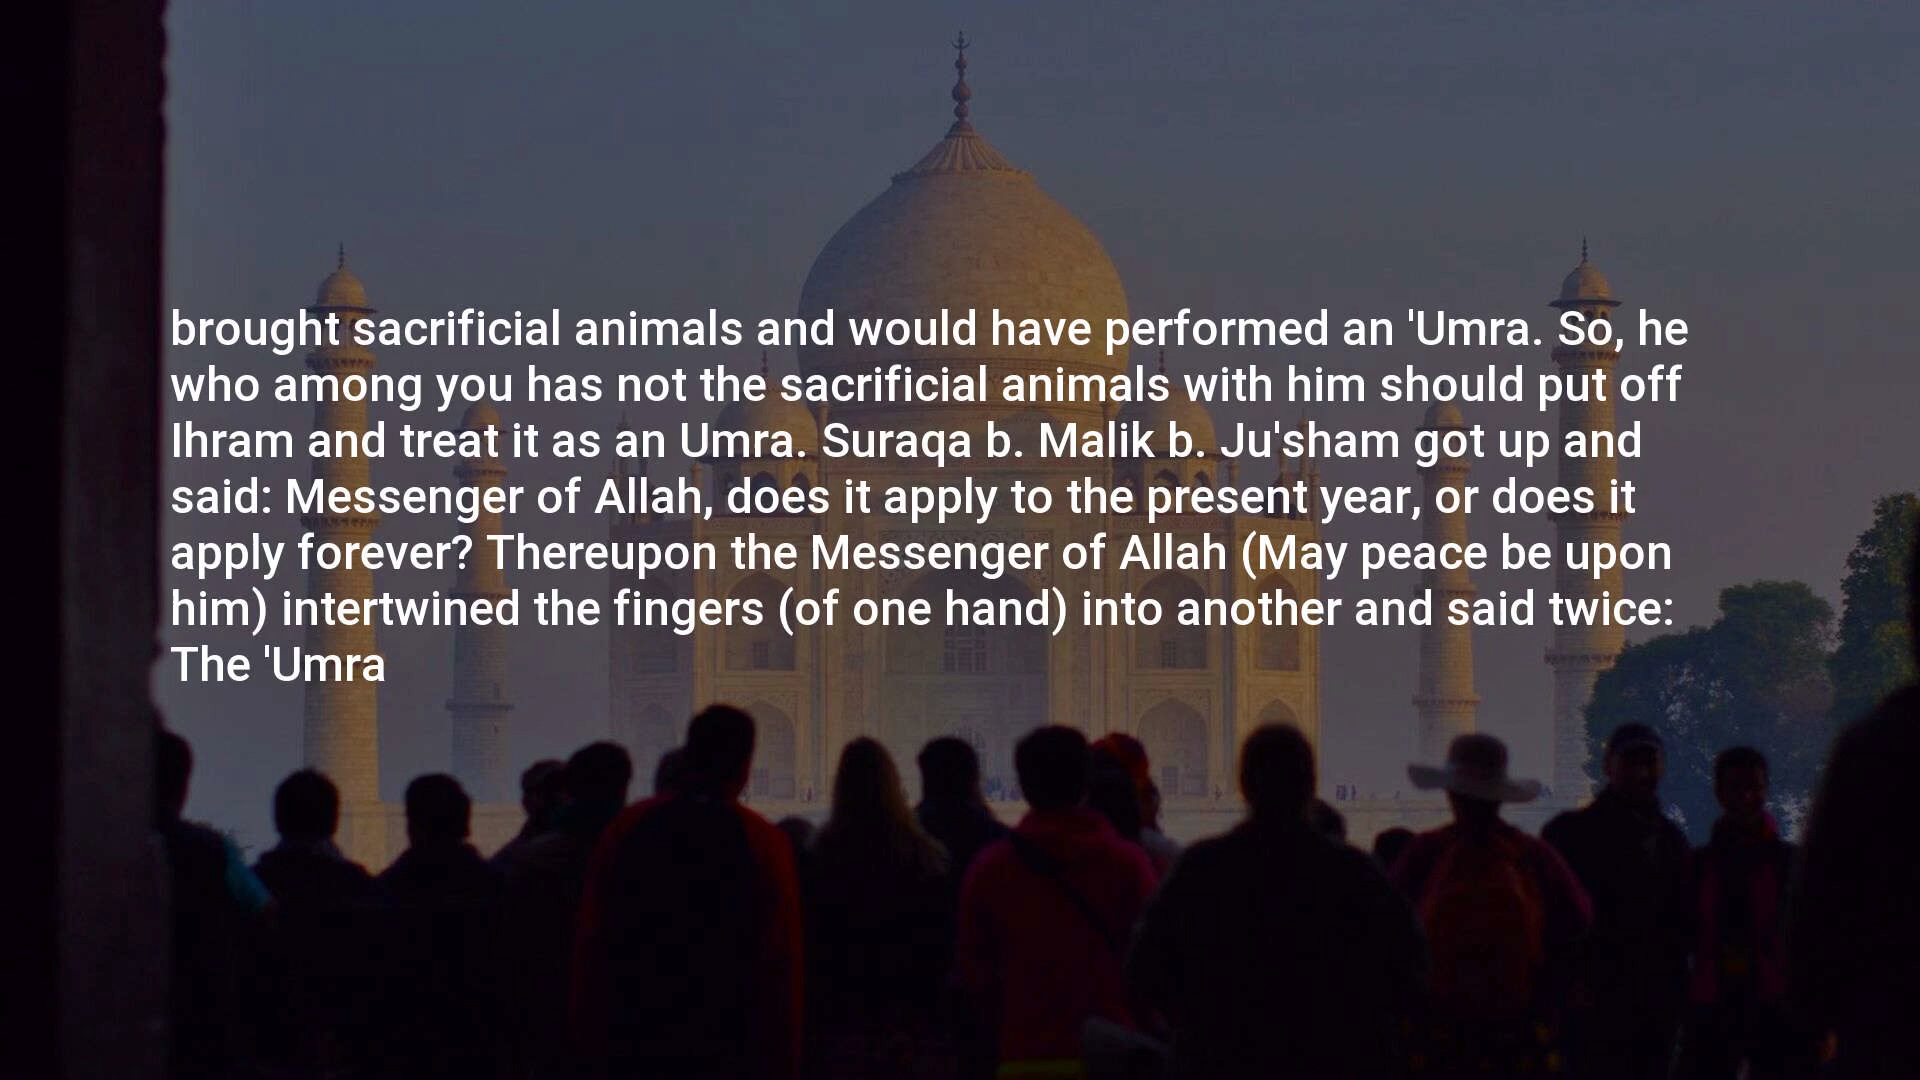 brought sacrificial animals and would have performed an 'Umra. So, he
who among you has not the sacrificial animals with him should put off
Ihram and treat it as an Umra. Suraqa b. Malik b. Ju'sham got up and
said: Messenger of Allah, does it apply to the present year, or does it
apply forever? Thereupon the Messenger of Allah (May peace be upon
him) intertwined the fingers (of one hand) into another and said twice:
The 'Umra